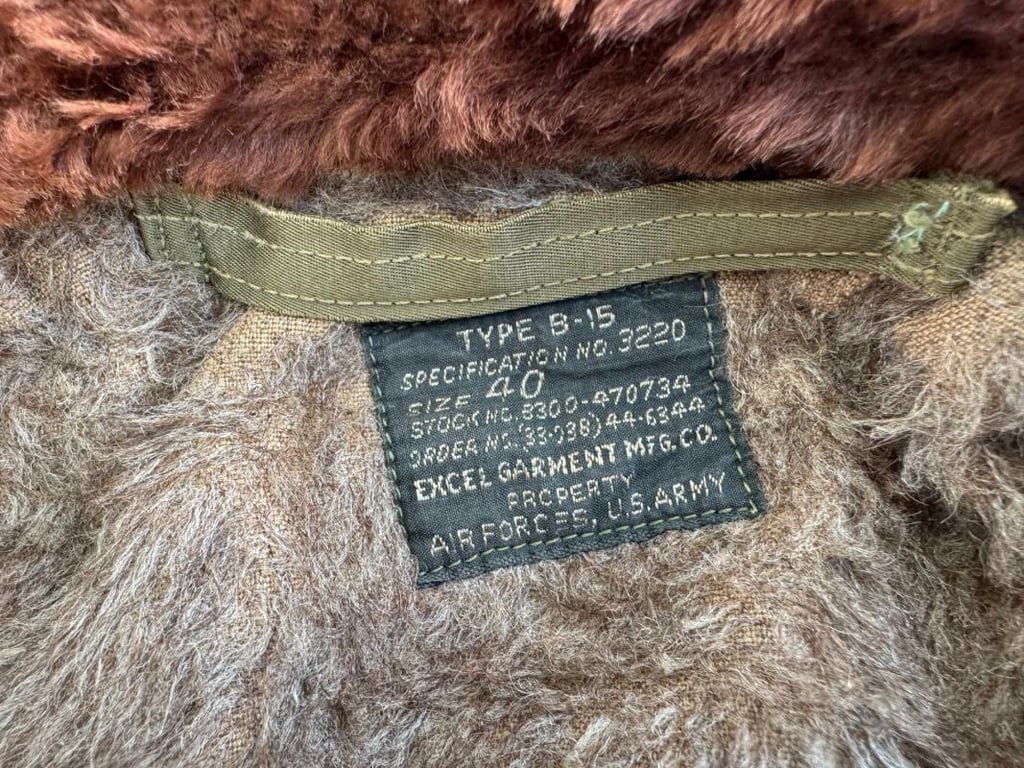 TYPE B-15
SPECIFICATION NO. 3220
SIZE 40
STOCK NO. 8300-470734
ORDER NO. (33-038) 44-6344
EXCEL GARMENT MFG. CO.
PROPERTY
AIR FORCES, U.S. ARMY